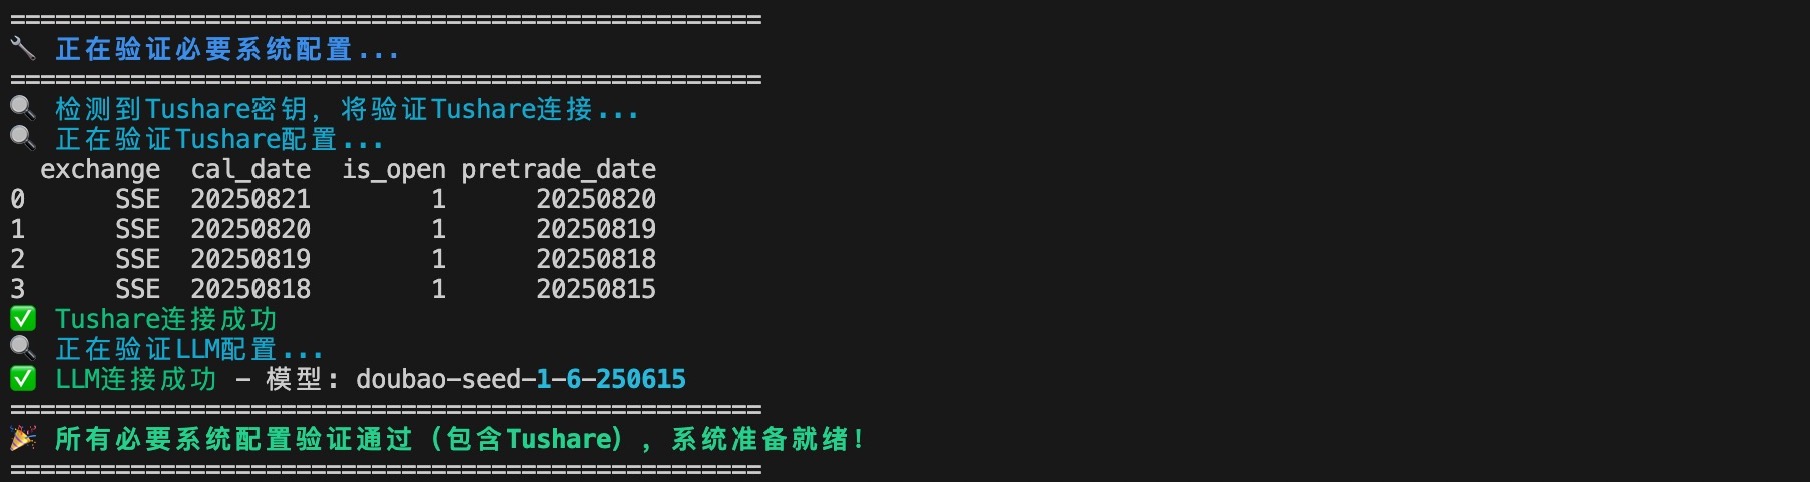 ==================================================
🔧 正在验证必要系统配置...
==================================================
🔍 检测到Tushare密钥，将验证Tushare连接...
🔍 正在验证Tushare配置...
  exchange  cal_date  is_open pretrade_date
0      SSE  20250821        1      20250820
1      SSE  20250820        1      20250819
2      SSE  20250819        1      20250818
3      SSE  20250818        1      20250815
✅ Tushare连接成功
🔍 正在验证LLM配置...
✅ LLM连接成功 - 模型: doubao-seed-1-6-250615
==================================================
🎉 所有必要系统配置验证通过（包含Tushare），系统准备就绪！
==================================================